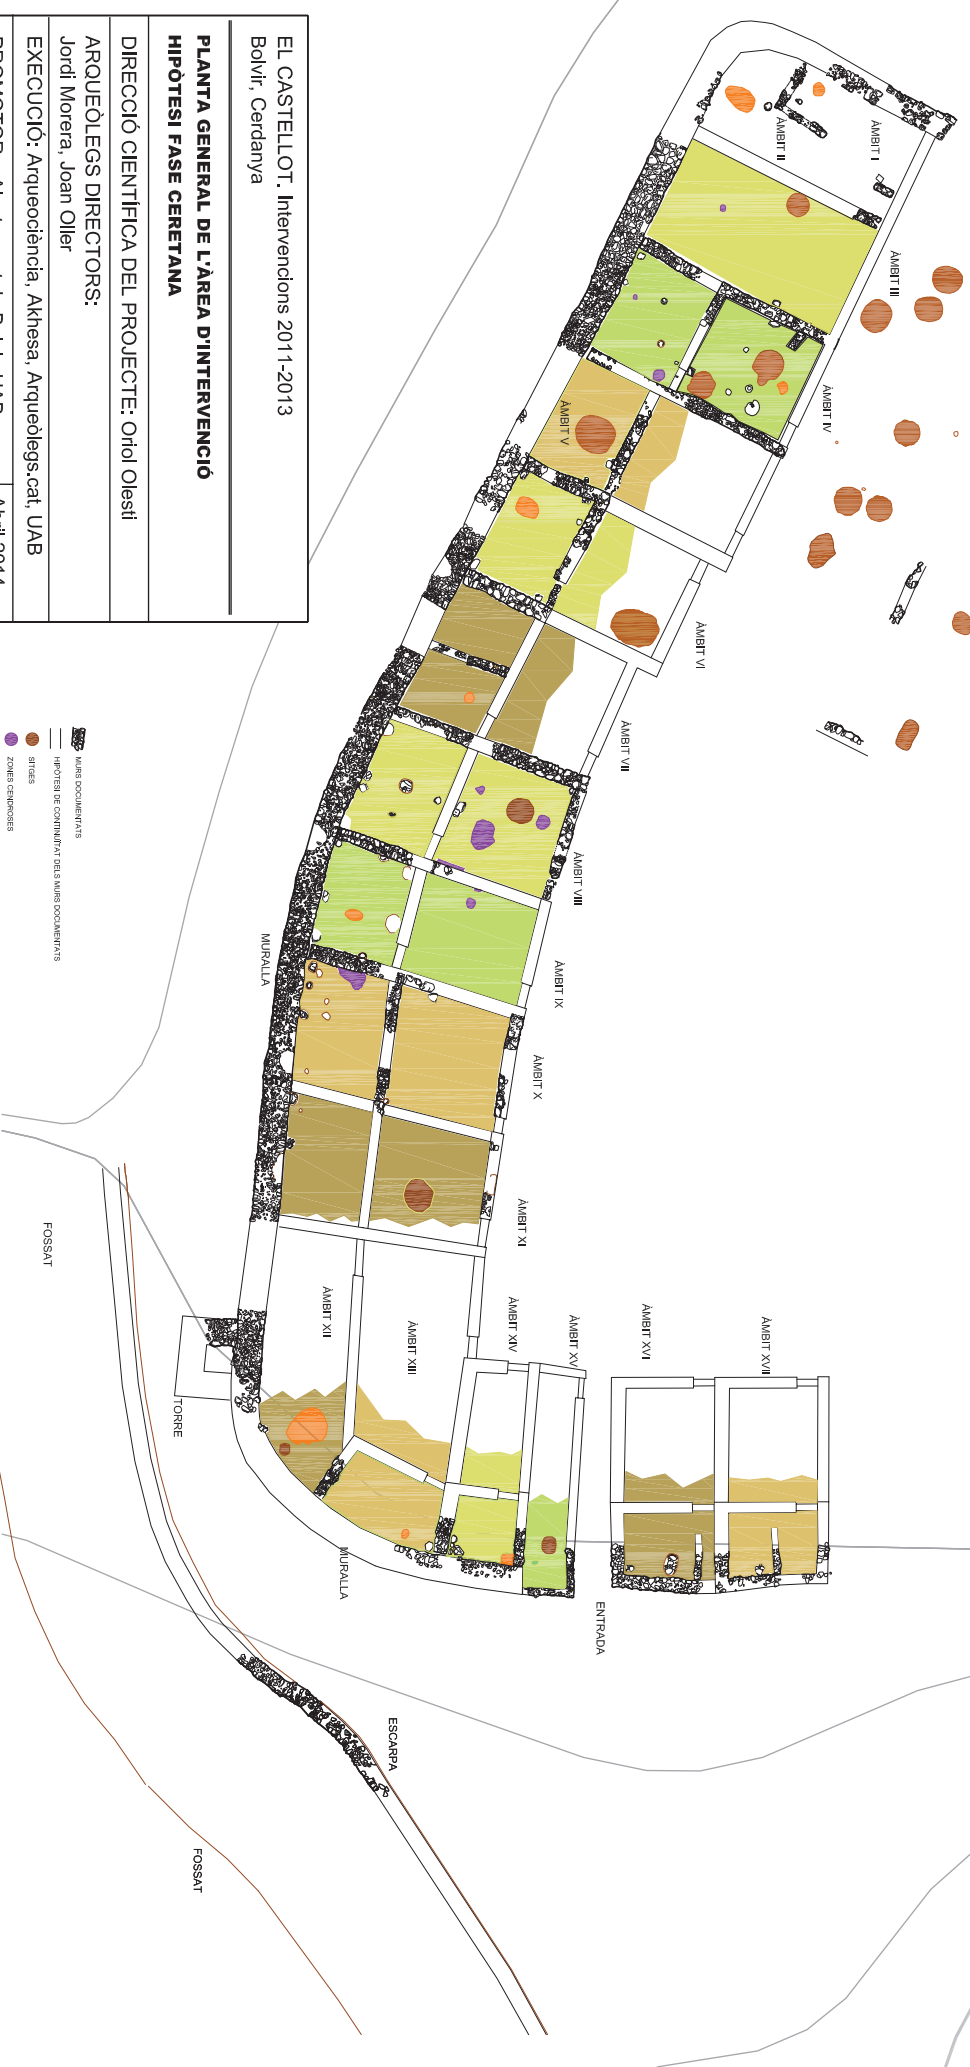 EL CASTELLOT. Intervencions 2011-2013
Bolvir, Cerdanya
PLANTA GENERAL DE L'ÀREA D'INTERVENCIÓ
HIPÒTESI FASE CERETANA
DIRECCIÓ CIENTÍFICA DEL PROJECTE: Oriol Olesti
ARQUEÒLEGS DIRECTORS:
Jordi Morera, Joan Oller
EXECUCIÓ: Arqueociència, Akhesa, Arqueòlegs.cat, UAB
Abril 2014
MURS DOCUMENTATS
HIPÒTESI DE CONTINUÏTAT DELS MURS DOCUMENTATS
SITGES
ZONES CENDROSES
ÀMBIT I
ÀMBIT II
ÀMBIT III
ÀMBIT IV
ÀMBIT V
ÀMBIT VI
ÀMBIT VII
ÀMBIT VIII
ÀMBIT IX
ÀMBIT X
ÀMBIT XI
ÀMBIT XII
ÀMBIT XIII
ÀMBIT XIV
ÀMBIT XV
ÀMBIT XVI
ÀMBIT XVII
MURALLA
FOSSAT
TORRE
MURALLA
ENTRADA
ESCARPA
FOSSAT